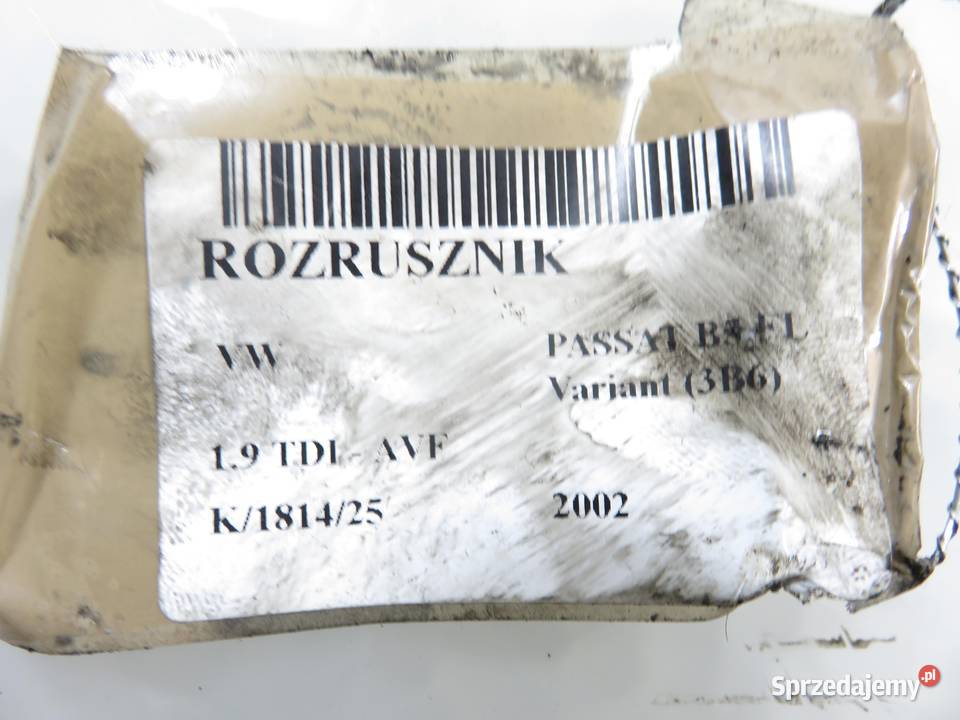 ROZRUSZNIK
VW
PASSAT B5 FL
Variant (3B6)
1.9 TDI - AVF
K/1814/25
2002
Sprzedajemy.pl